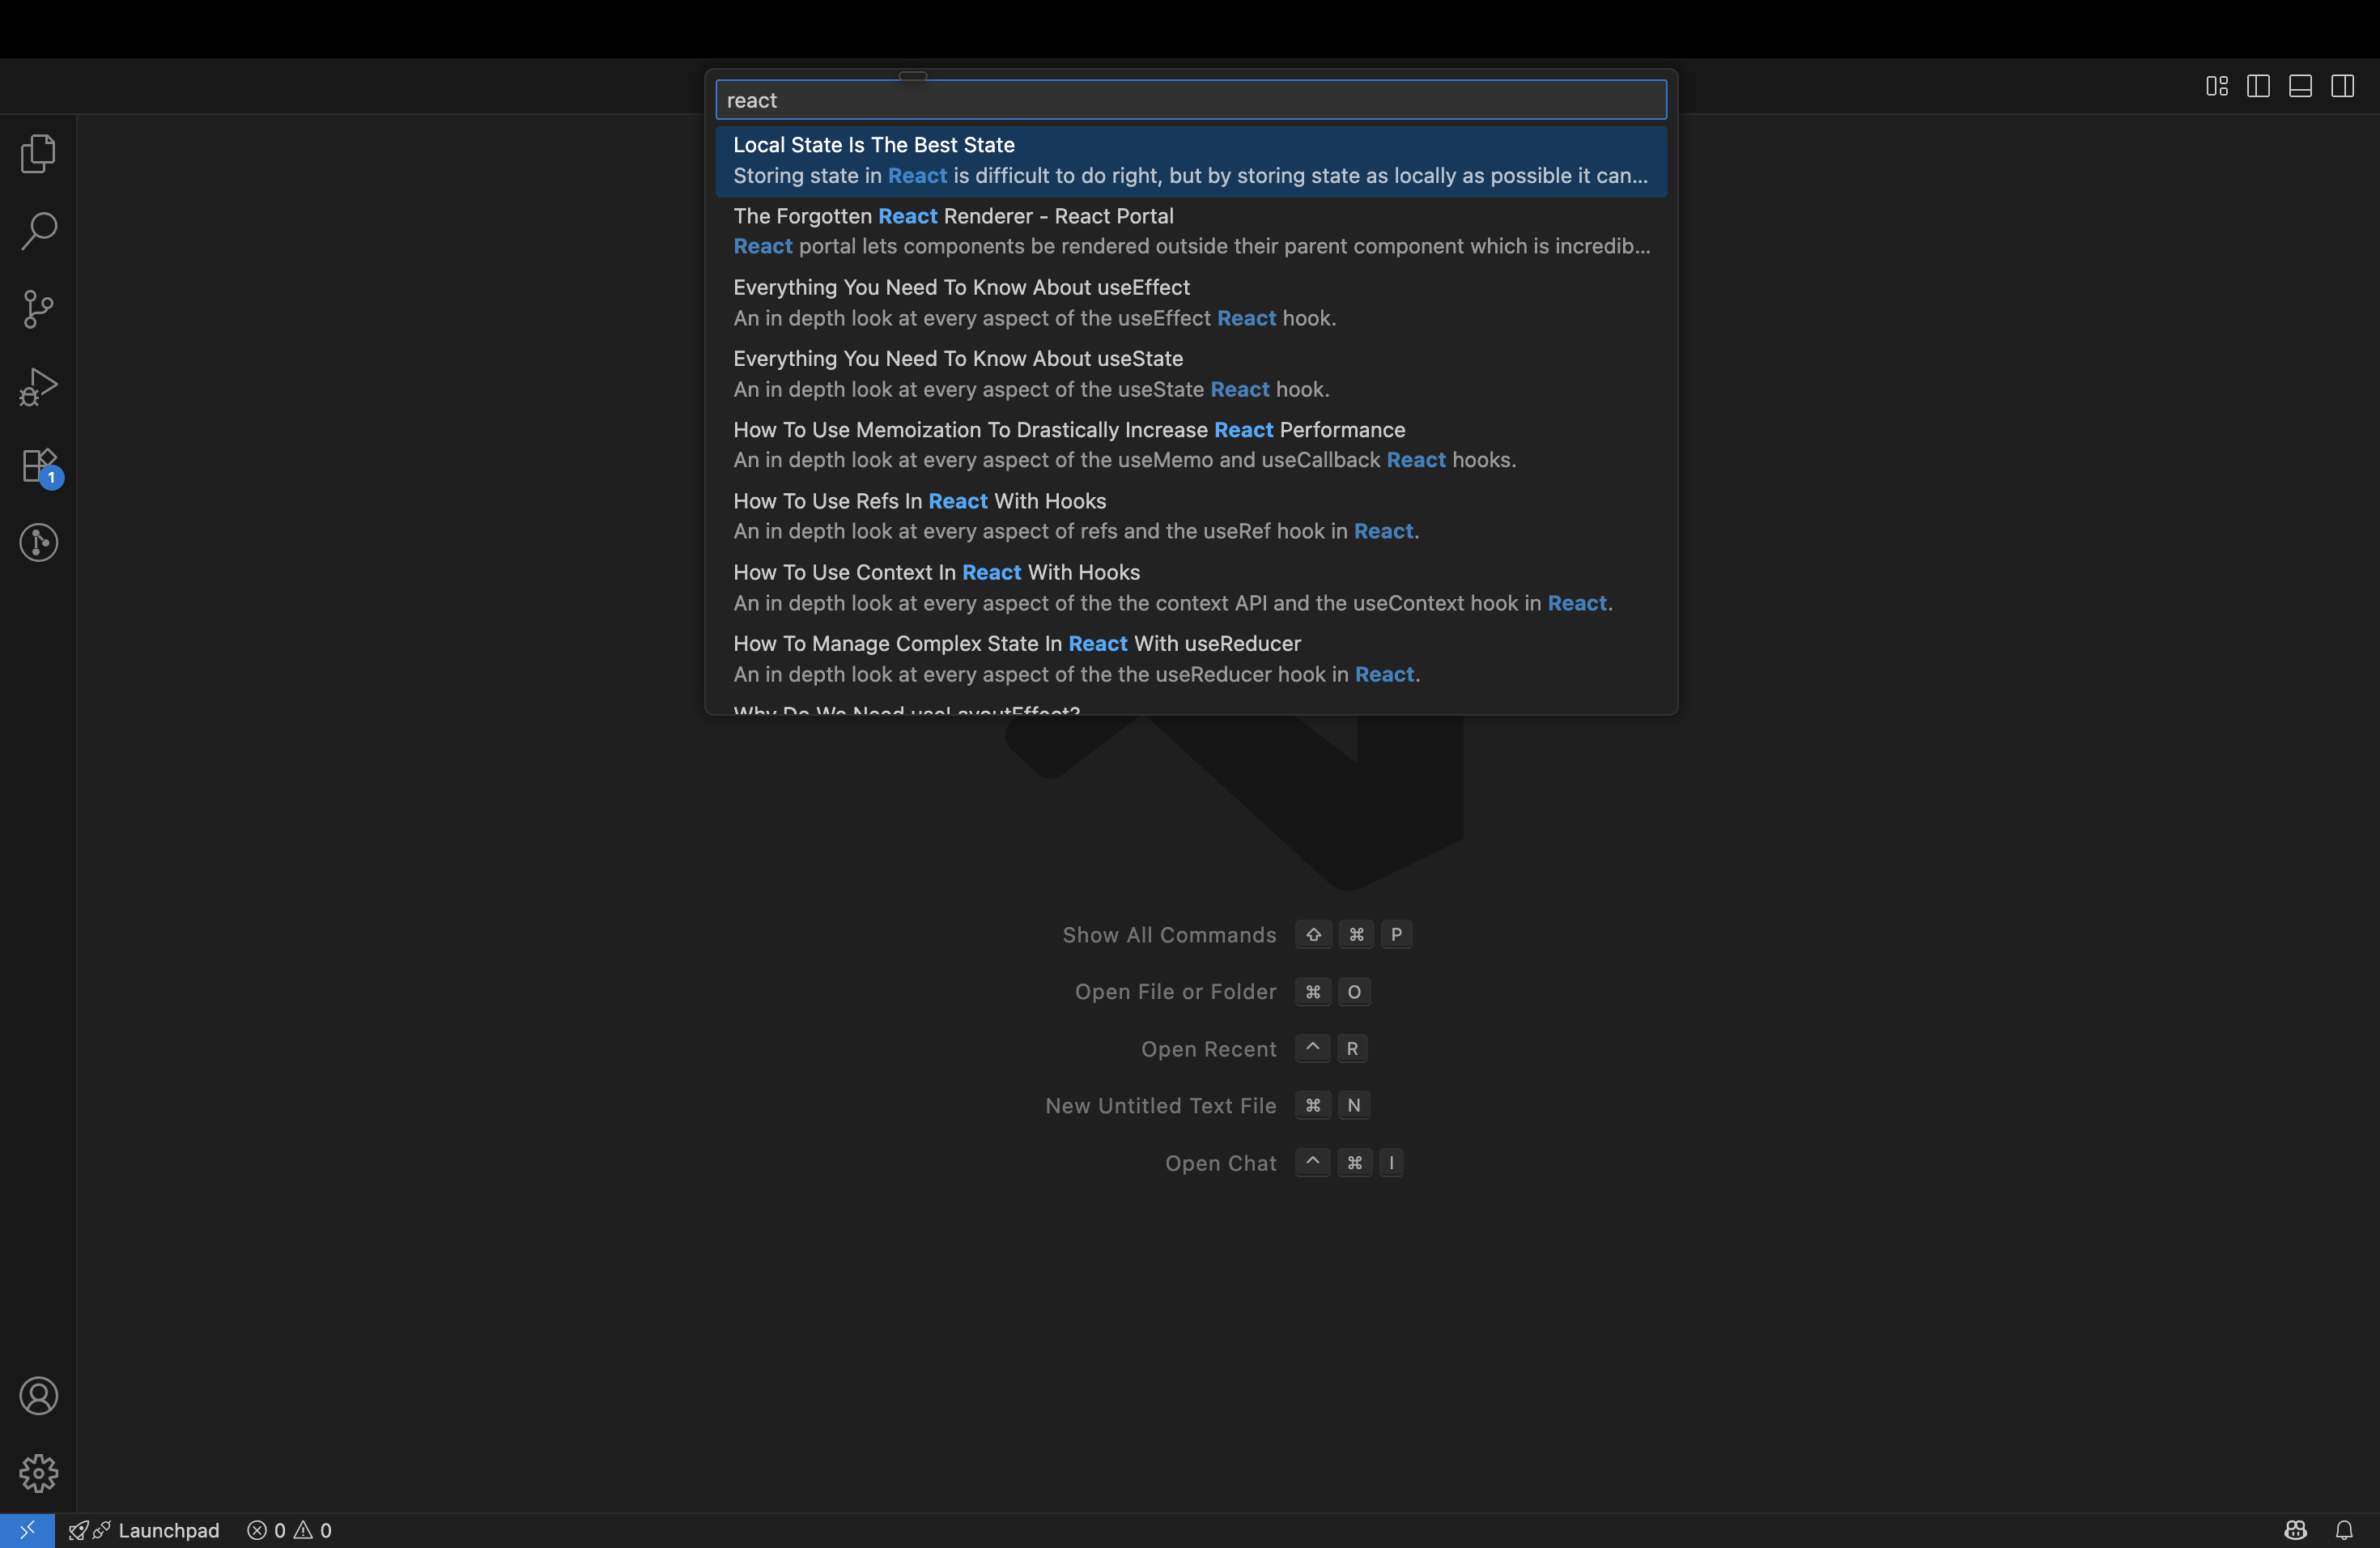 react
Local State Is The Best State
Storing state in React is difficult to do right, but by storing state as locally as possible it can...
The Forgotten React Renderer - React Portal
React portal lets components be rendered outside their parent component which is incredib...
Everything You Need To Know About useEffect
An in depth look at every aspect of the useEffect React hook.
Everything You Need To Know About useState
An in depth look at every aspect of the useState React hook.
How To Use Memoization To Drastically Increase React Performance
An in depth look at every aspect of the useMemo and useCallback React hooks.
How To Use Refs In React With Hooks
An in depth look at every aspect of refs and the useRef hook in React.
How To Use Context In React With Hooks
An in depth look at every aspect of the the context API and the useContext hook in React.
How To Manage Complex State In React With useReducer
An in depth look at every aspect of the the useReducer hook in React.
Why Do We Need useLayoutEffect?
1
Show All Commands ⇧ ⌘ P
Open File or Folder ⌘ O
Open Recent ^ R
New Untitled Text File ⌘ N
Open Chat ^ ⌘ I
Launchpad 0 0